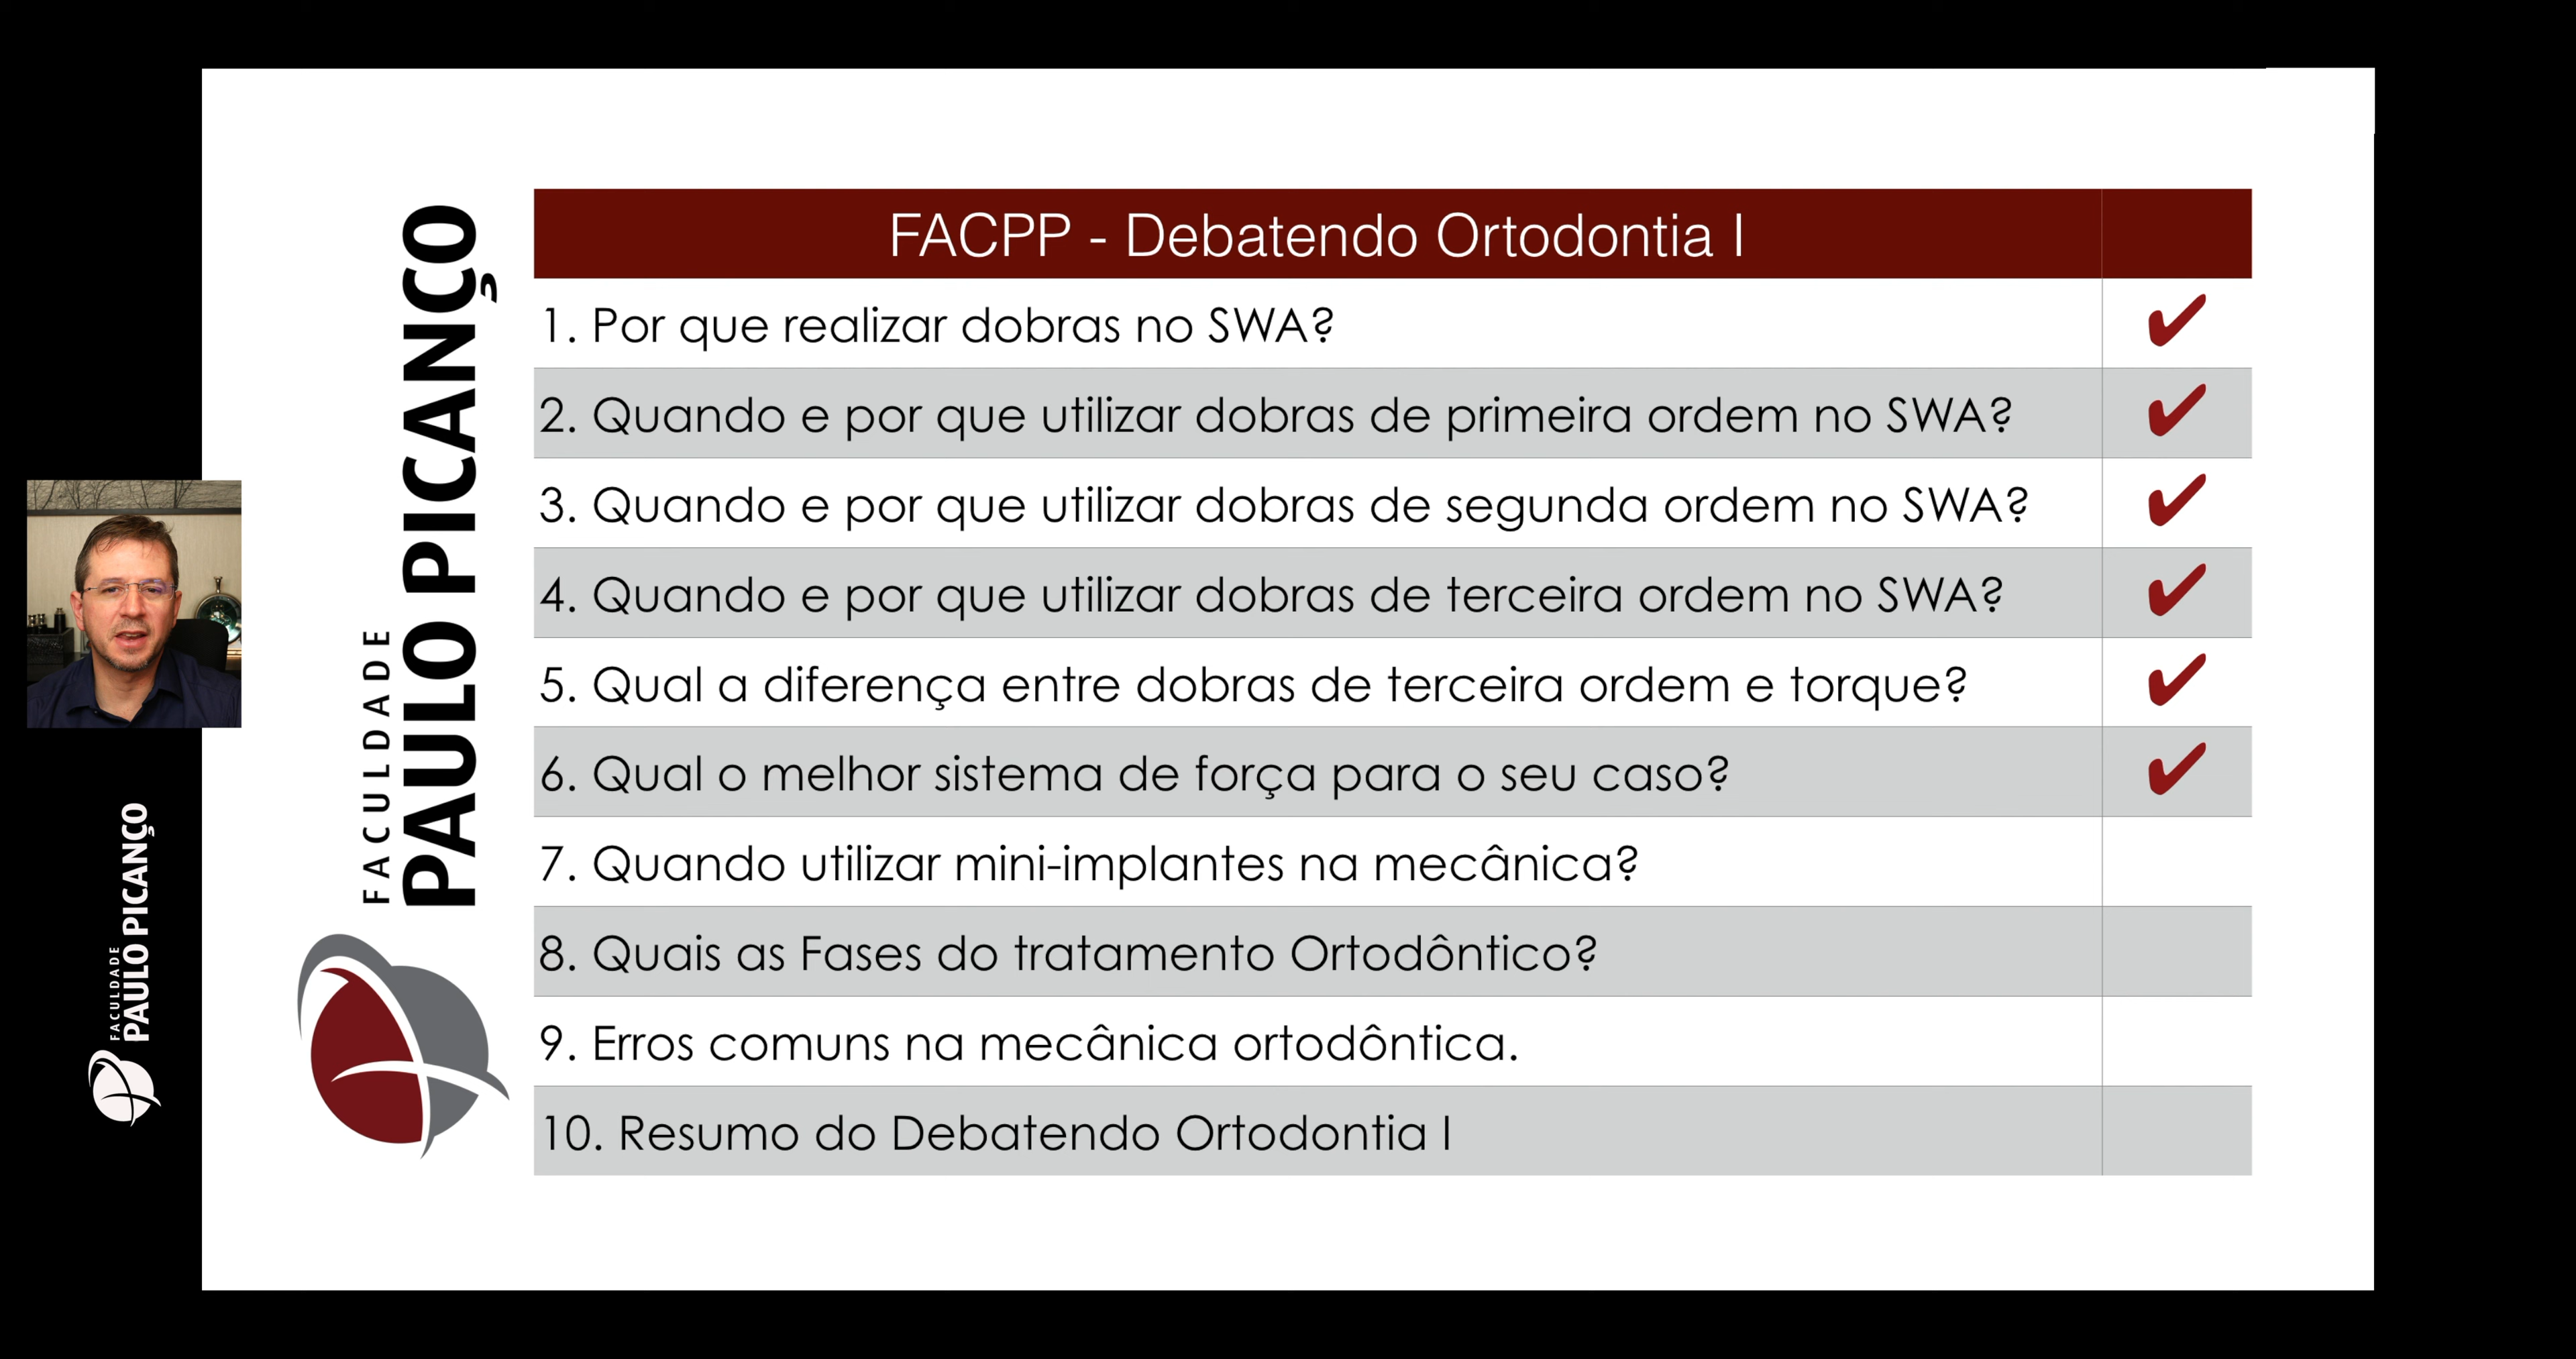 FACULDADE
PAULO PICANÇO
FACPP - Debatendo Ortodontia I
1. Por que realizar dobras no SWA? ✔
2. Quando e por que utilizar dobras de primeira ordem no SWA? ✔
3. Quando e por que utilizar dobras de segunda ordem no SWA? ✔
4. Quando e por que utilizar dobras de terceira ordem no SWA? ✔
5. Qual a diferença entre dobras de terceira ordem e torque? ✔
6. Qual o melhor sistema de força para o seu caso? ✔
7. Quando utilizar mini-implantes na mecânica?
8. Quais as Fases do tratamento Ortodôntico?
9. Erros comuns na mecânica ortodôntica.
10. Resumo do Debatendo Ortodontia I
FACULDADE
PAULO PICANÇO